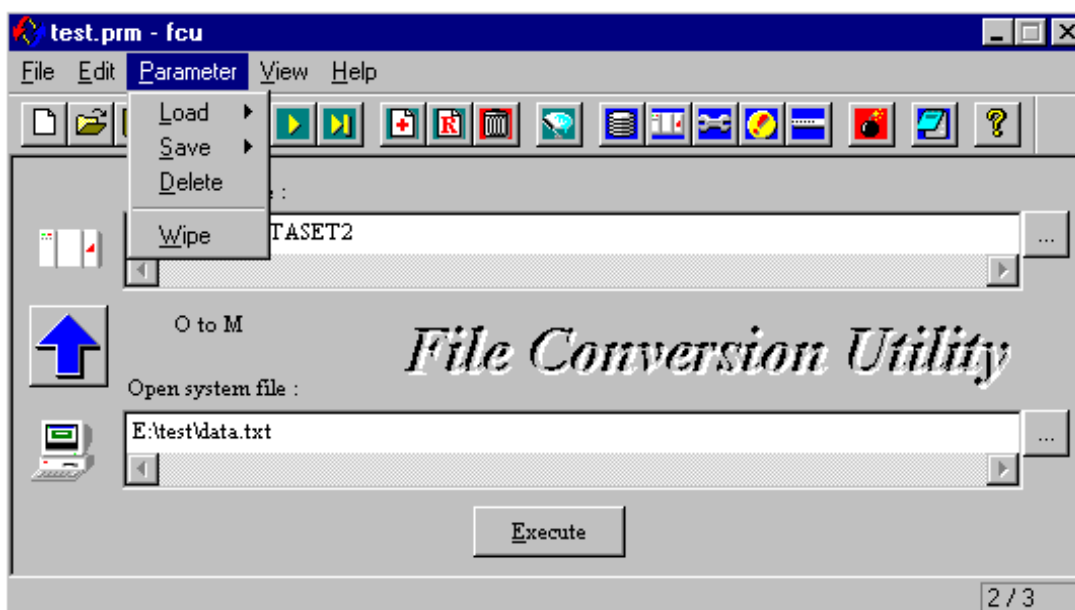 test.prm - fcu
File Edit Parameter View Help
Load
Save
Delete
Wipe
R
?
:
TASET2
...
O to M
File Conversion Utility
Open system file :
E:\test\data.txt
...
Execute
2 / 3